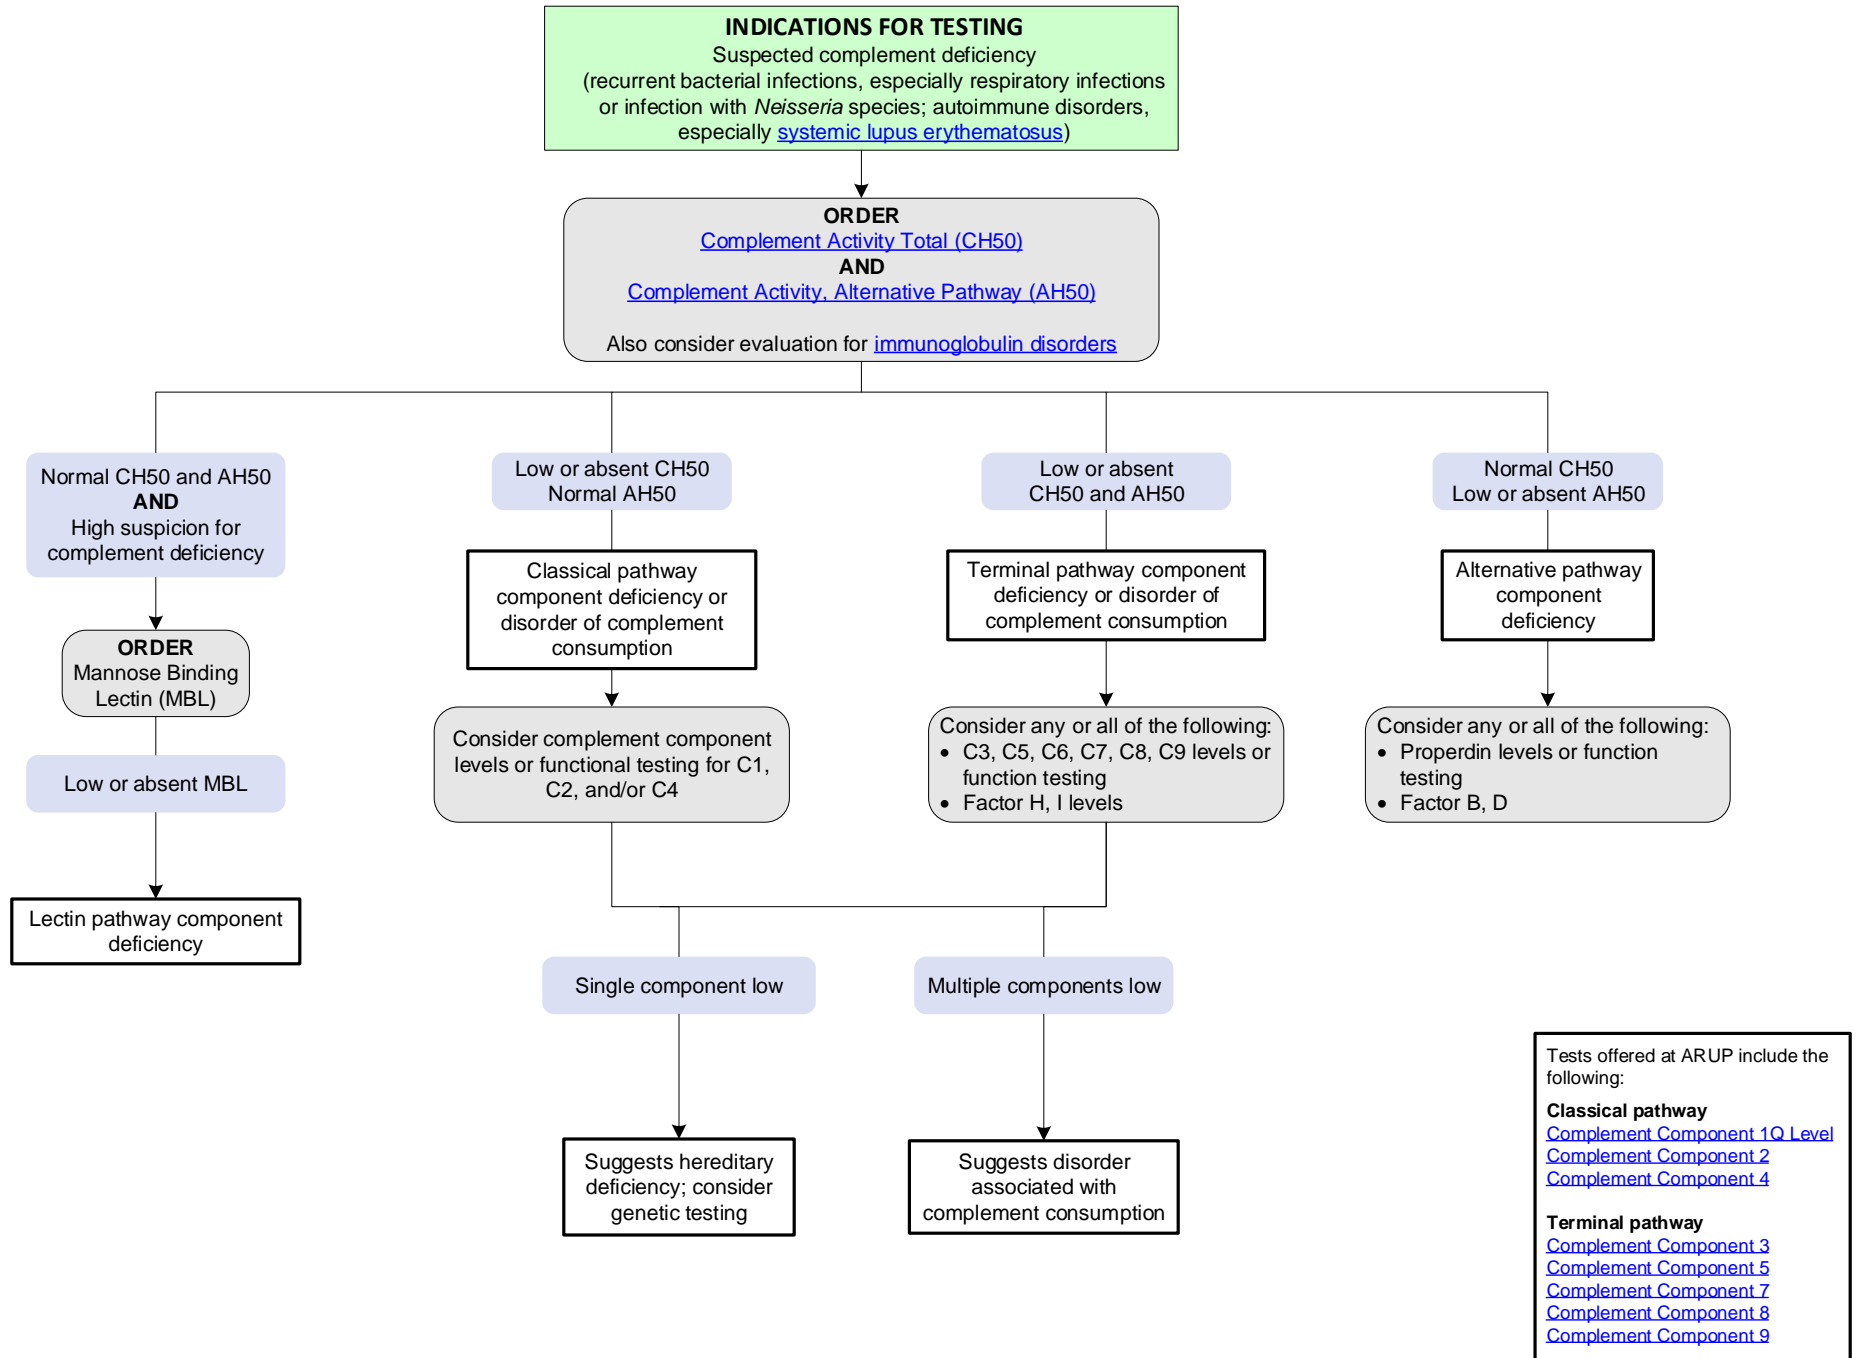 INDICATIONS FOR TESTING
Suspected complement deficiency
(recurrent bacterial infections, especially respiratory infections
or infection with Neisseria species; autoimmune disorders,
especially systemic lupus erythematosus)
ORDER
Complement Activity Total (CH50)
AND
Complement Activity, Alternative Pathway (AH50)
Also consider evaluation for immunoglobulin disorders
Normal CH50 and AH50
AND
High suspicion for
complement deficiency
ORDER
Mannose Binding
Lectin (MBL)
Low or absent MBL
Lectin pathway component
deficiency
Low or absent CH50
Normal AH50
Classical pathway
component deficiency or
disorder of complement
consumption
Consider complement component
levels or functional testing for C1,
C2, and/or C4
Low or absent
CH50 and AH50
Terminal pathway component
deficiency or disorder of
complement consumption
Consider any or all of the following:
• C3, C5, C6, C7, C8, C9 levels or
function testing
• Factor H, I levels
Normal CH50
Low or absent AH50
Alternative pathway
component
deficiency
Consider any or all of the following:
• Properdin levels or function
testing
• Factor B, D
Single component low
Suggests hereditary
deficiency; consider
genetic testing
Multiple components low
Suggests disorder
associated with
complement consumption
Tests offered at ARUP include the
following:
Classical pathway
Complement Component 1Q Level
Complement Component 2
Complement Component 4
Terminal pathway
Complement Component 3
Complement Component 5
Complement Component 7
Complement Component 8
Complement Component 9